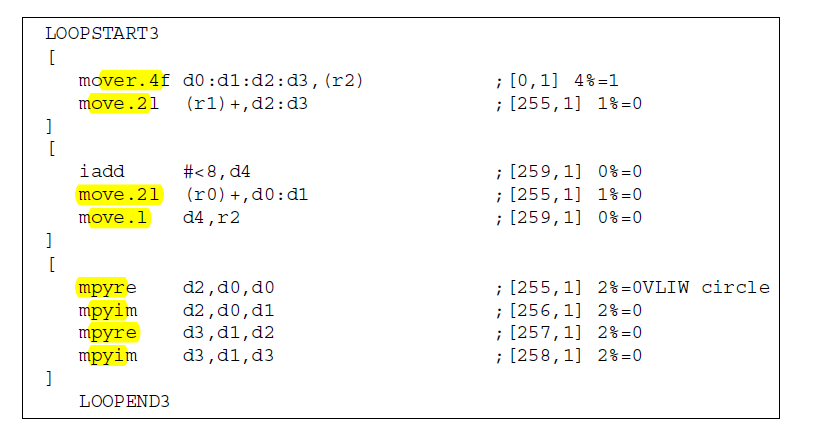 LOOPSTART3
[
mover.4f d0:d1:d2:d3,(r2) ;[0,1] 4%=1
move.2l (r1)+,d2:d3 ;[255,1] 1%=0
]
[
iadd #<8,d4 ;[259,1] 0%=0
move.2l (r0)+,d0:d1 ;[255,1] 1%=0
move.l d4,r2 ;[259,1] 0%=0
]
[
mpyre d2,d0,d0 ;[255,1] 2%=0VLIW circle
mpyim d2,d0,d1 ;[256,1] 2%=0
mpyre d3,d1,d2 ;[257,1] 2%=0
mpyim d3,d1,d3 ;[258,1] 2%=0
]
LOOPEND3